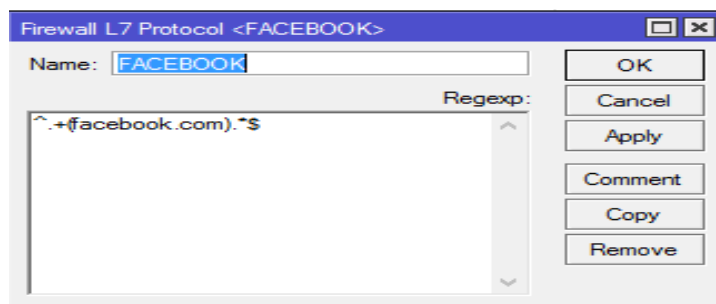 Firewall L7 Protocol <FACEBOOK>
Name: FACEBOOK
OK
Regexp:
Cancel
^.+(facebook.com).*$
Apply
Comment
Copy
Remove